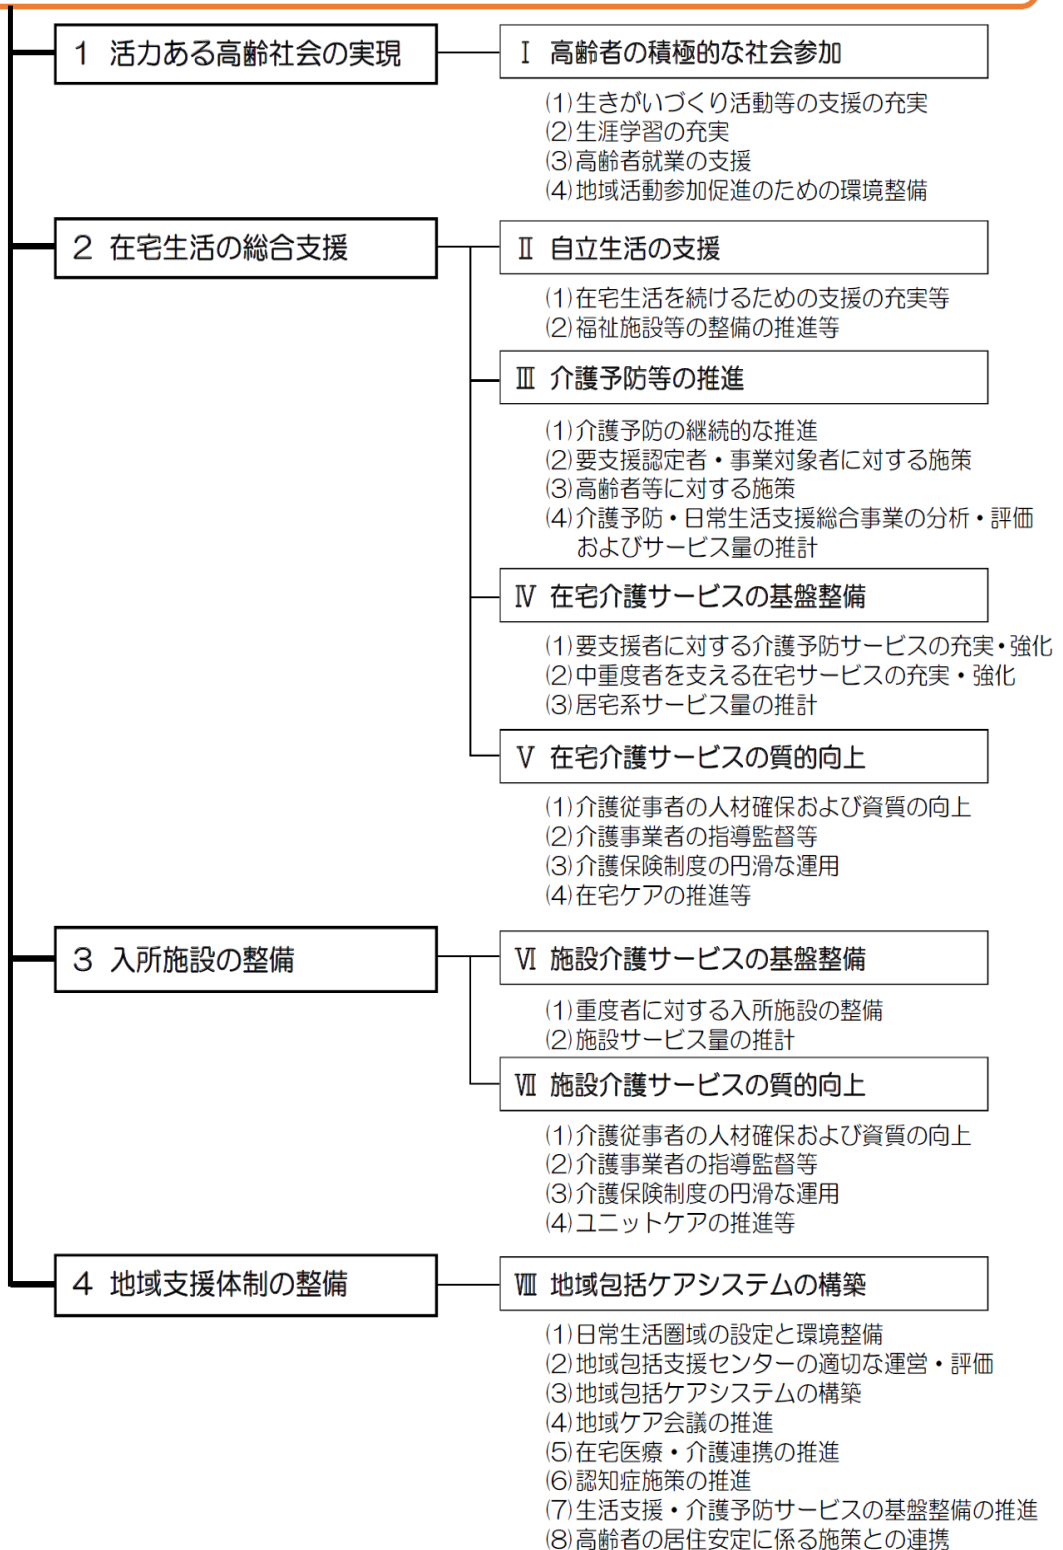 1 活力ある高齢社会の実現
Ⅰ 高齢者の積極的な社会参加
(1)生きがいづくり活動等の支援の充実
(2)生涯学習の充実
(3)高齢者就業の支援
(4)地域活動参加促進のための環境整備
2 在宅生活の総合支援
Ⅱ 自立生活の支援
(1)在宅生活を続けるための支援の充実等
(2)福祉施設等の整備の推進等
Ⅲ 介護予防等の推進
(1)介護予防の継続的な推進
(2)要支援認定者・事業対象者に対する施策
(3)高齢者等に対する施策
(4)介護予防・日常生活支援総合事業の分析・評価
およびサービス量の推計
Ⅳ 在宅介護サービスの基盤整備
(1)要支援者に対する介護予防サービスの充実・強化
(2)中重度者を支える在宅サービスの充実・強化
(3)居宅系サービス量の推計
Ⅴ 在宅介護サービスの質的向上
(1)介護従事者の人材確保および資質の向上
(2)介護事業者の指導監督等
(3)介護保険制度の円滑な運用
(4)在宅ケアの推進等
3 入所施設の整備
Ⅵ 施設介護サービスの基盤整備
(1)重度者に対する入所施設の整備
(2)施設サービス量の推計
Ⅶ 施設介護サービスの質的向上
(1)介護従事者の人材確保および資質の向上
(2)介護事業者の指導監督等
(3)介護保険制度の円滑な運用
(4)ユニットケアの推進等
4 地域支援体制の整備
Ⅷ 地域包括ケアシステムの構築
(1)日常生活圏域の設定と環境整備
(2)地域包括支援センターの適切な運営・評価
(3)地域包括ケアシステムの構築
(4)地域ケア会議の推進
(5)在宅医療・介護連携の推進
(6)認知症施策の推進
(7)生活支援・介護予防サービスの基盤整備の推進
(8)高齢者の居住安定に係る施策との連携